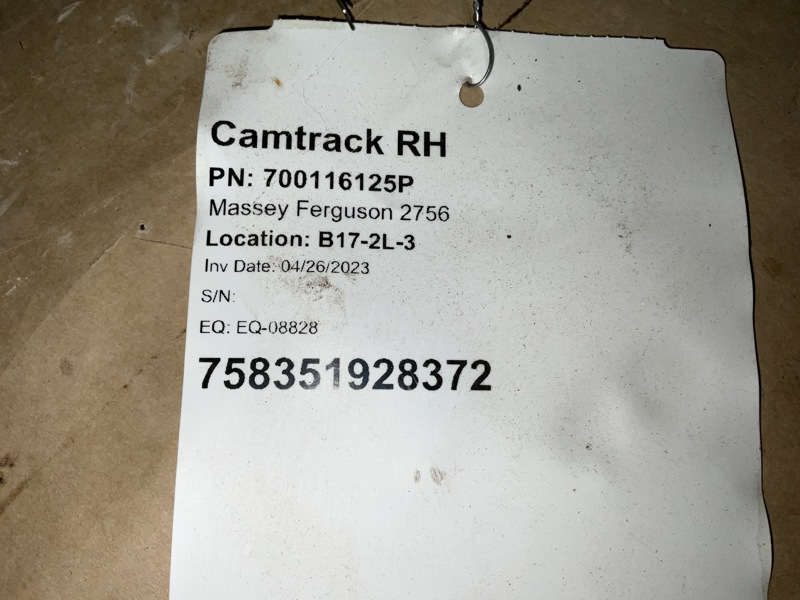 Camtrack RH
PN: 700116125P
Massey Ferguson 2756
Location: B17-2L-3
Inv Date: 04/26/2023
S/N:
EQ: EQ-08828
758351928372